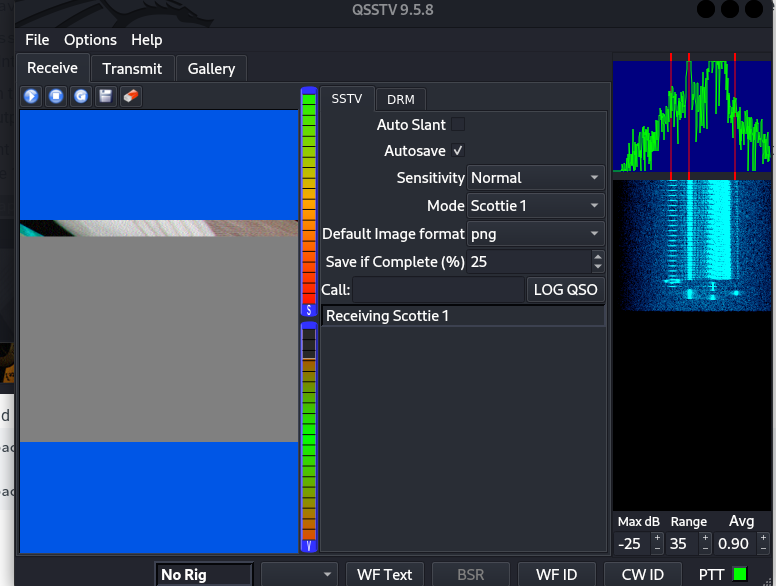 QSSTV 9.5.8
File Options Help
Receive Transmit Gallery
SSTV DRM
Auto Slant
Autosave
Sensitivity Normal
Mode Scottie 1
Default Image format png
Save if Complete (%) 25
Call: LOG QSO
Receiving Scottie 1
S
V
Max dB Range Avg
-25 35 0.90
No Rig WF Text BSR WF ID CW ID PTT